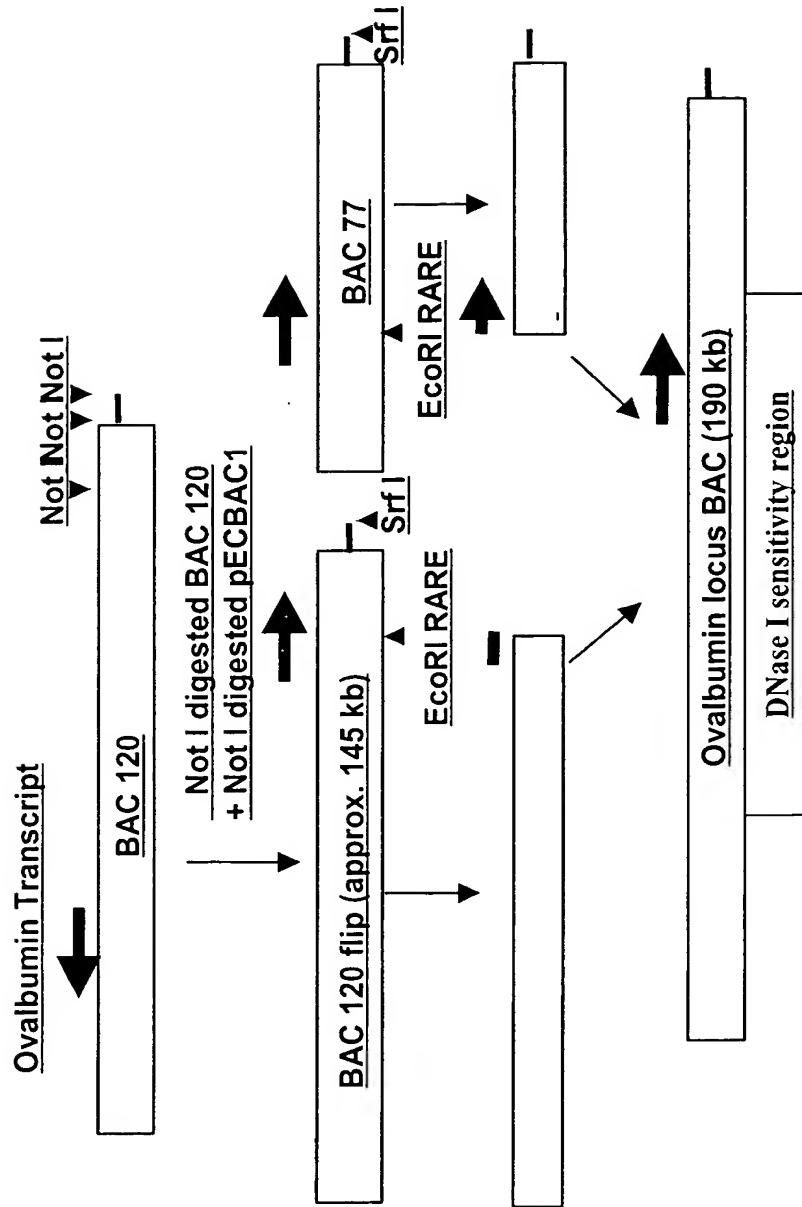 Ovalbumin Transcript
Not Not Not I
BAC 120
Not I digested BAC 120
+ Not I digested pECBAC1
BAC 120 flip (approx. 145 kb)
Srf I
EcoRI RARE
BAC 77
Srf I
EcoRI RARE
Ovalbumin locus BAC (190 kb)
DNase I sensitivity region